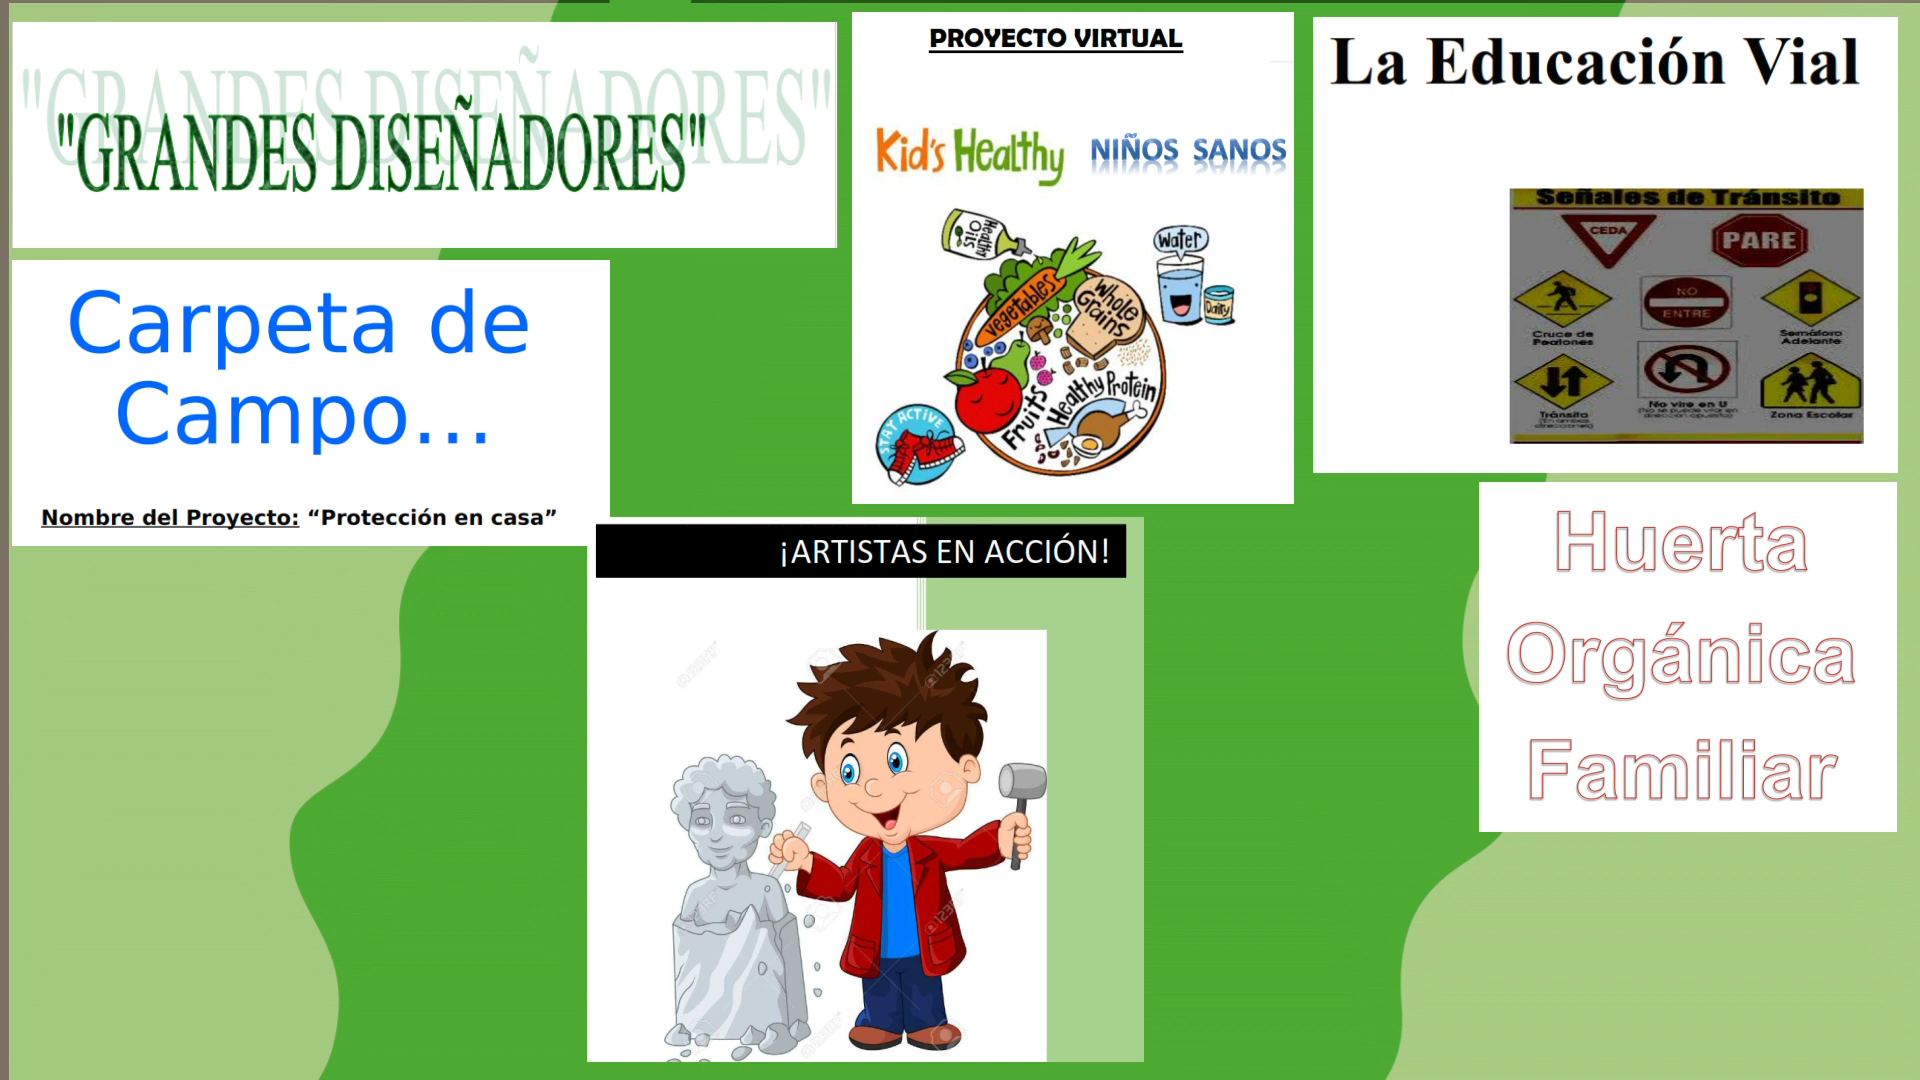 "GRANDES DISEÑADORES"
Carpeta de
Campo...
Nombre del Proyecto: “Protección en casa”
PROYECTO VIRTUAL
Kid's Healthy NIÑOS SANOS
Healthy
Oils
Water
Dairy
vegetables
Whole
Grains
Fruits
Healthy Protein
STAY ACTIVE
¡ARTISTAS EN ACCIÓN!
La Educación Vial
Señales de Tránsito
CEDA
PARE
NO
ENTRE
Cruce de
Peatones
Semáforo
Adelante
Tránsito
No vire en U
Zona Escolar
Huerta
Orgánica
Familiar